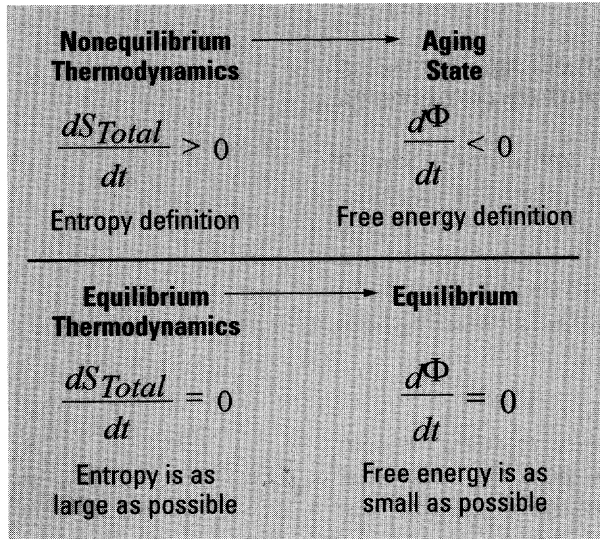 Nonequilibrium Thermodynamics → Aging State
dS_Total/dt > 0
dΦ/dt < 0
Entropy definition
Free energy definition
Equilibrium Thermodynamics → Equilibrium
dS_Total/dt = 0
dΦ/dt = 0
Entropy is as
large as possible
Free energy is as
small as possible